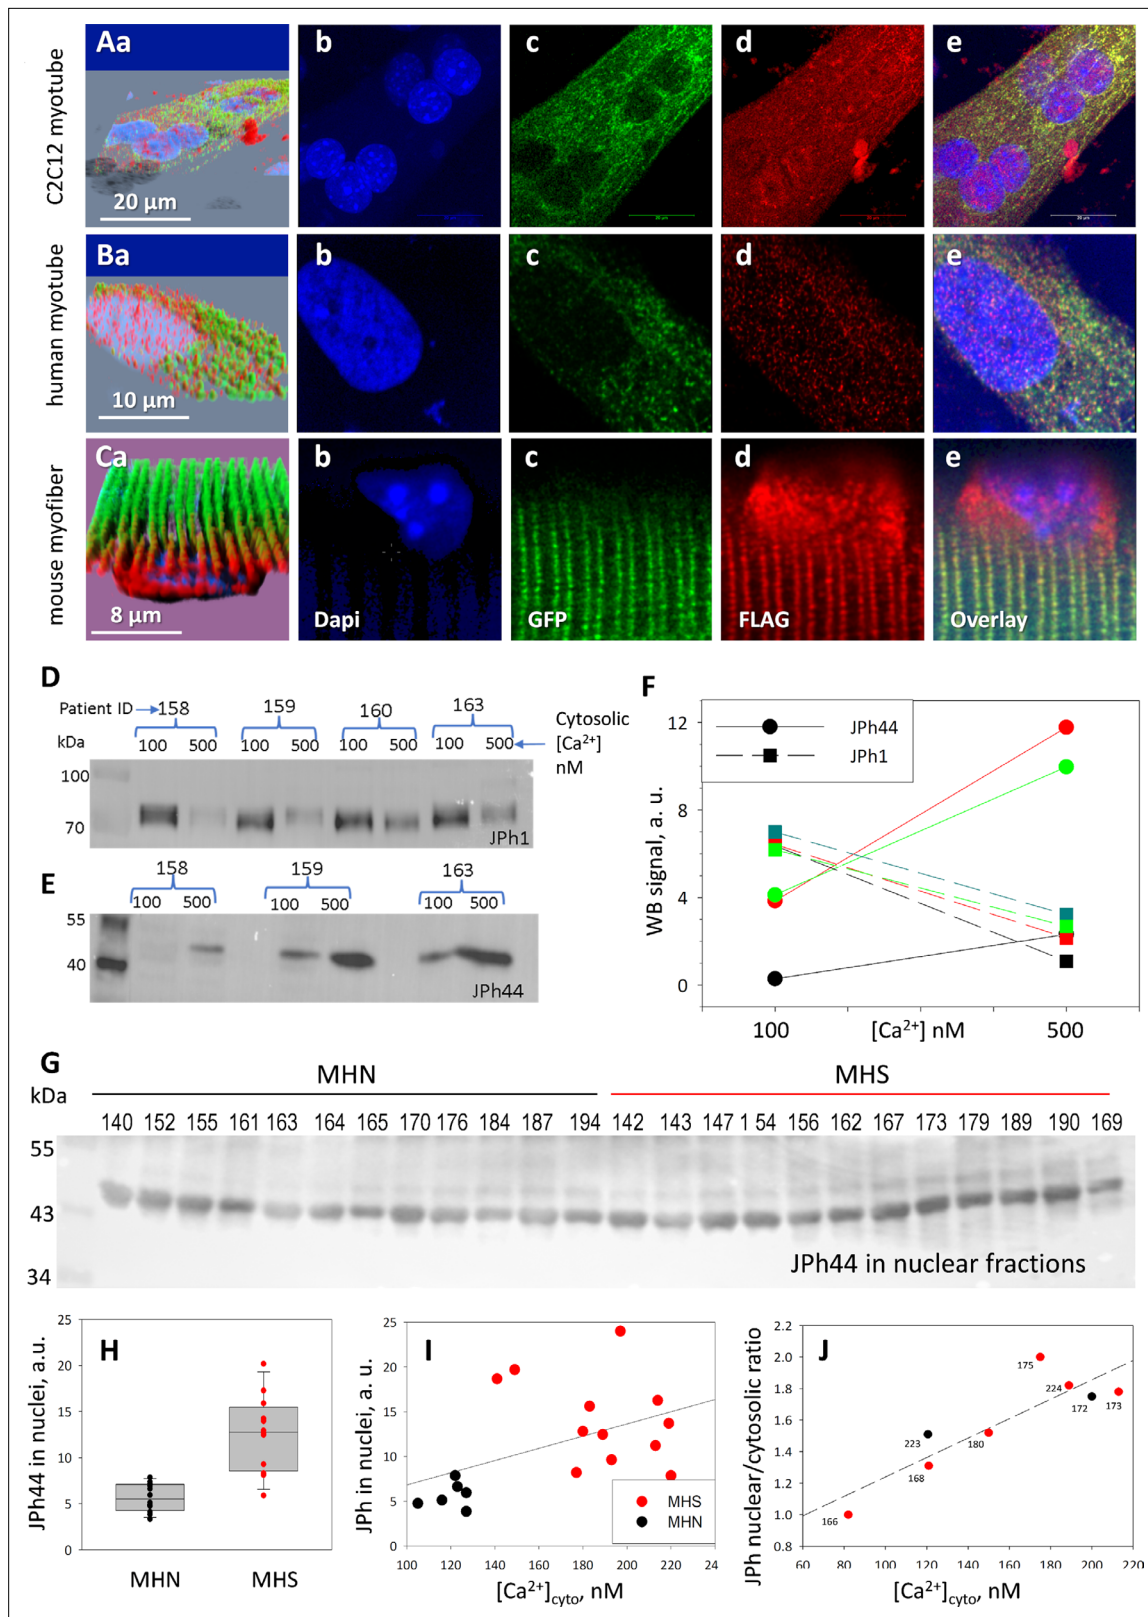 C2C12 myotube
Aa
b
c
d
e
20 µm
human myotube
Ba
b
c
d
e
10 µm
mouse myofiber
Ca
b
c
d
e
8 µm
Dapi
GFP
FLAG
Overlay
D
Patient ID
158
159
160
163
kDa
100 500 100 500 100 500 100 500
Cytosolic
[Ca²⁺]
nM
100
70
JPh1
E
158
159
163
100 500 100 500 100 500
55
40
JPh44
F
JPh44
JPh1
WB signal, a. u.
12
8
4
0
100
[Ca²⁺] nM
500
G
MHN
MHS
kDa
140 152 155 161 163 164 165 170 176 184 187 194 142 143 147 1 54 156 162 167 173 179 189 190 169
55
43
34
JPh44 in nuclear fractions
H
JPh44 in nuclei, a.u.
25
20
15
10
5
0
MHN
MHS
I
JPh in nuclei, a. u.
25
20
15
10
5
0
MHS
MHN
100 120 140 160 180 200 220 24
[Ca²⁺]cyto, nM
J
JPh nuclear/cytosolic ratio
2.2
2.0
1.8
1.6
1.4
1.2
1.0
0.8
175
224
172
173
223
180
168
166
60 80 100 120 140 160 180 200 220
[Ca²⁺]cyto, nM